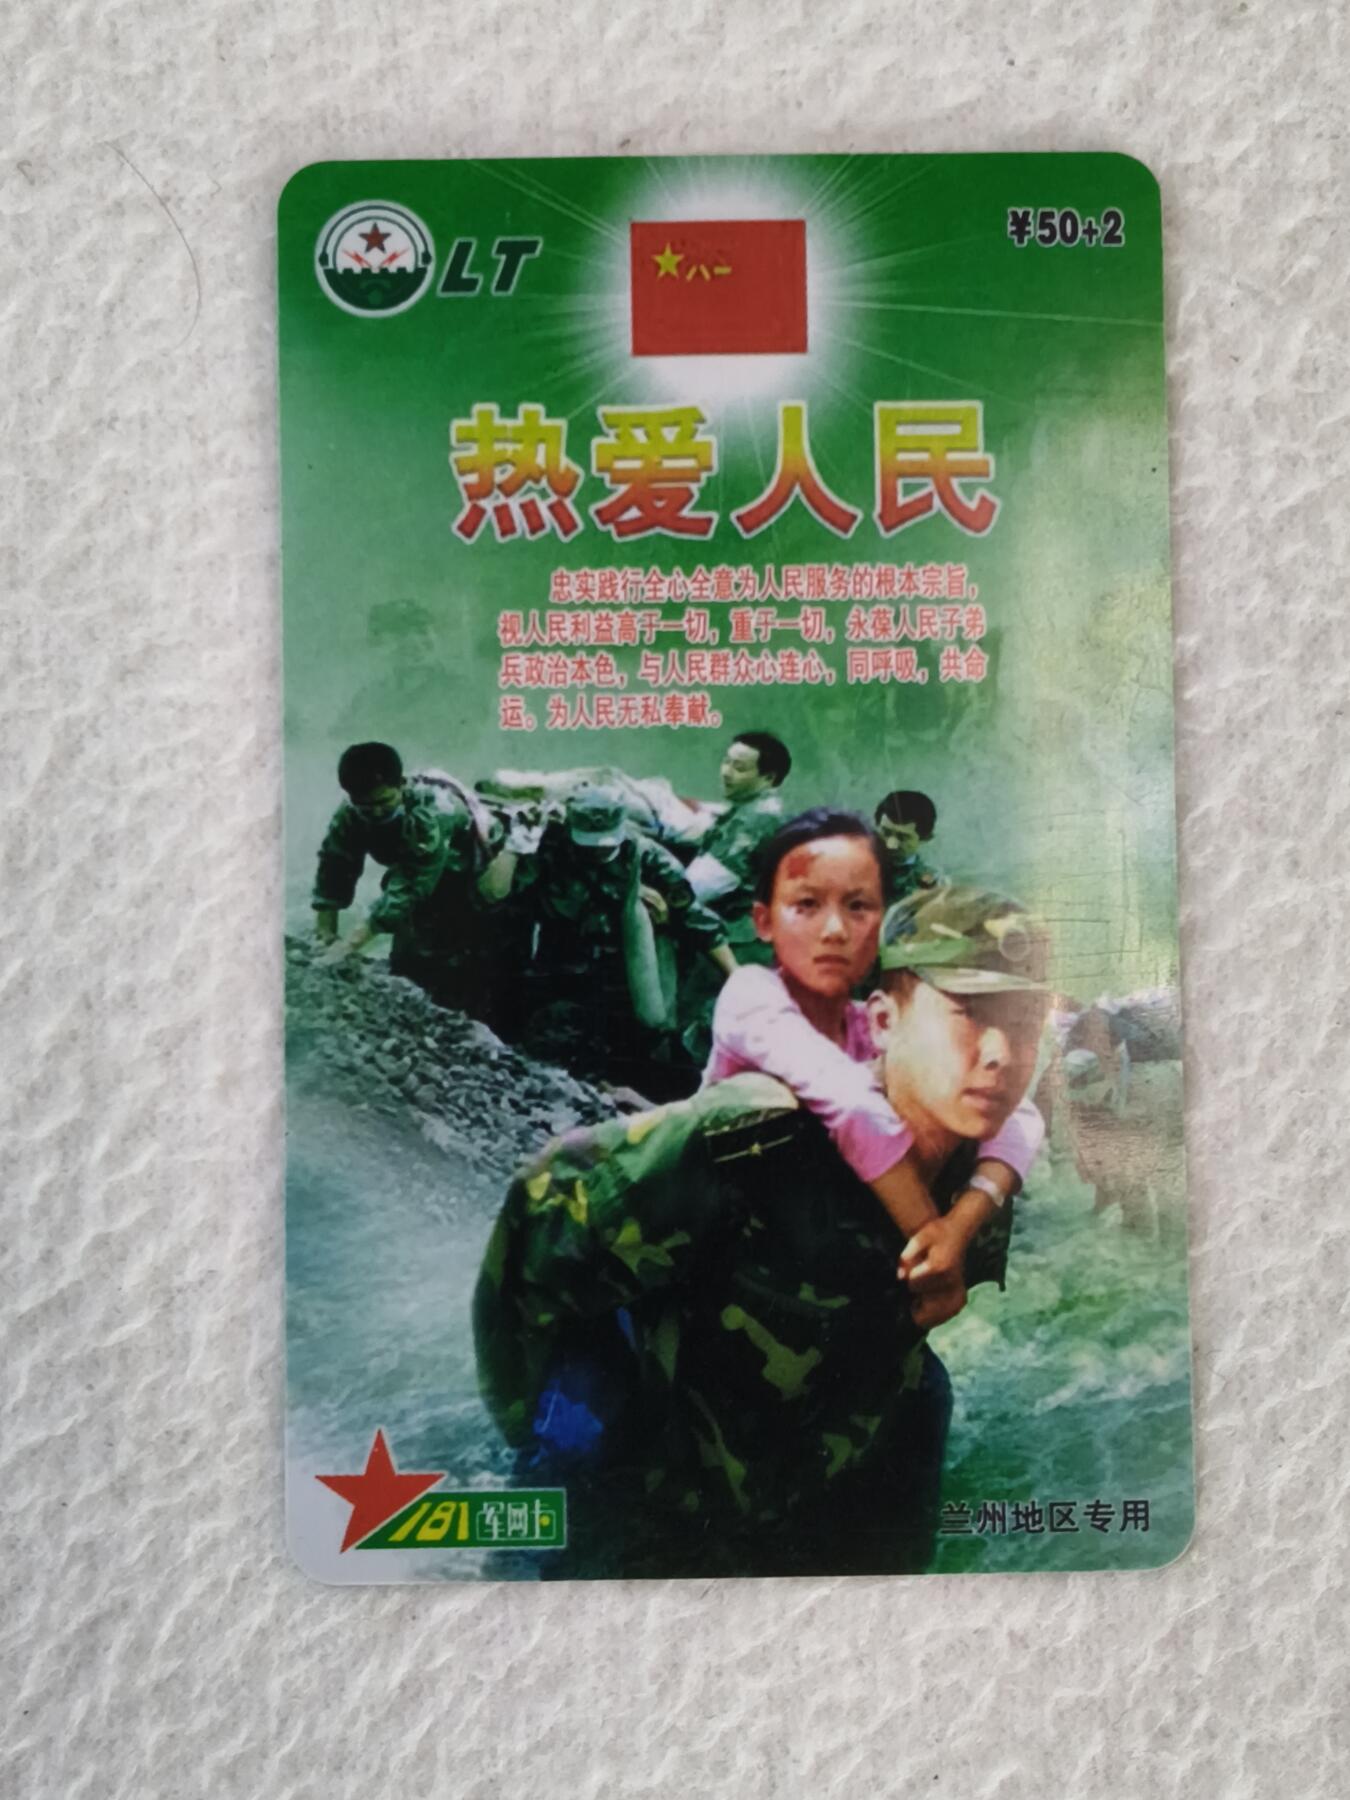 LT
八一
¥50+2
热爱人民
忠实践行全心全意为人民服务的根本宗旨，
视人民利益高于一切，重于一切，永葆人民子弟
兵政治本色，与人民群众心连心，同呼吸，共命
运。为人民无私奉献。
181军网卡
兰州地区专用